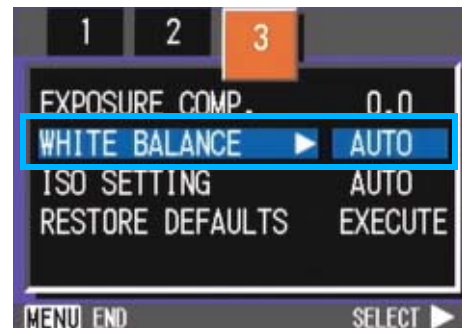 1 2 3
EXPOSURE COMP. 0.0
WHITE BALANCE ▶ AUTO
ISO SETTING AUTO
RESTORE DEFAULTS EXECUTE
MENU END SELECT ▶